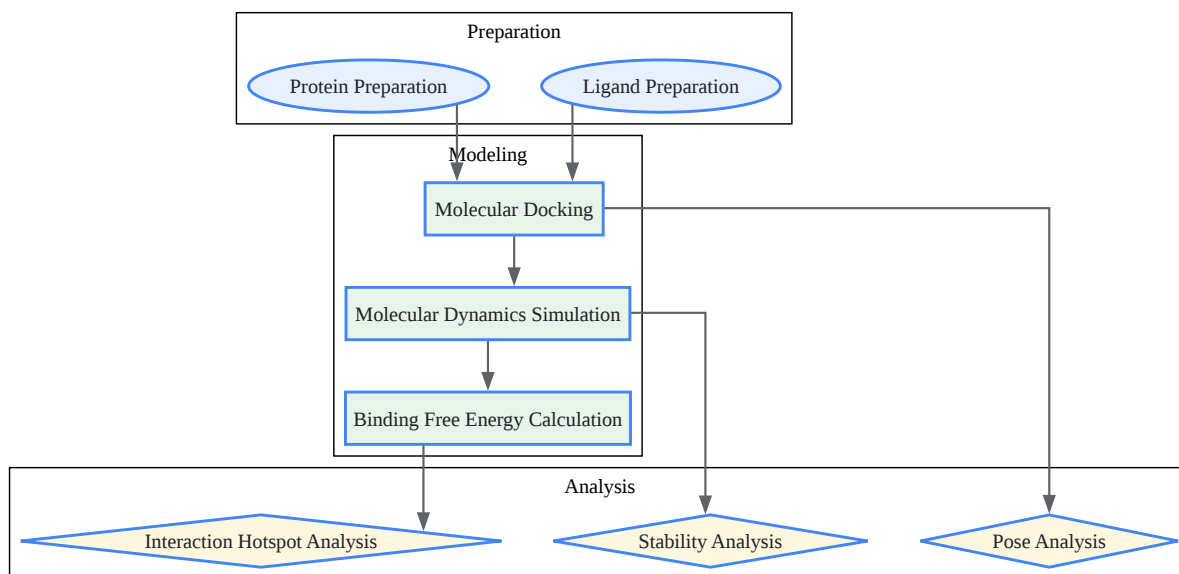 Preparation
Protein Preparation
Ligand Preparation
Modeling
Molecular Docking
Molecular Dynamics Simulation
Binding Free Energy Calculation
Analysis
Interaction Hotspot Analysis
Stability Analysis
Pose Analysis